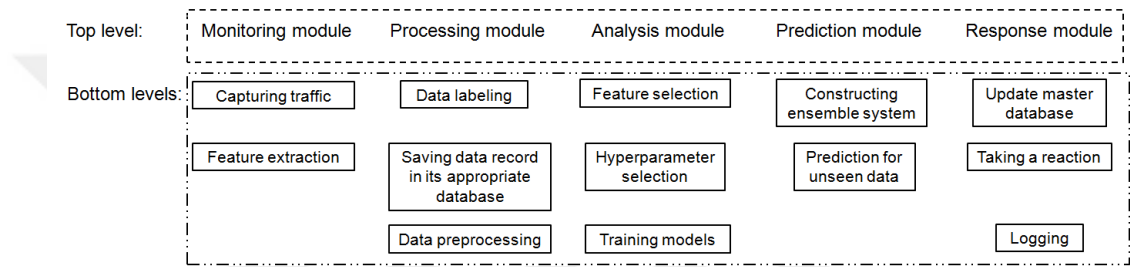 Top level: Monitoring module Processing module Analysis module Prediction module Response module
Bottom levels:
Capturing traffic
Data labeling
Feature selection
Constructing
ensemble system
Update master
database
Feature extraction
Saving data record
in its appropriate
database
Hyperparameter
selection
Prediction for
unseen data
Taking a reaction
Data preprocessing
Training models
Logging